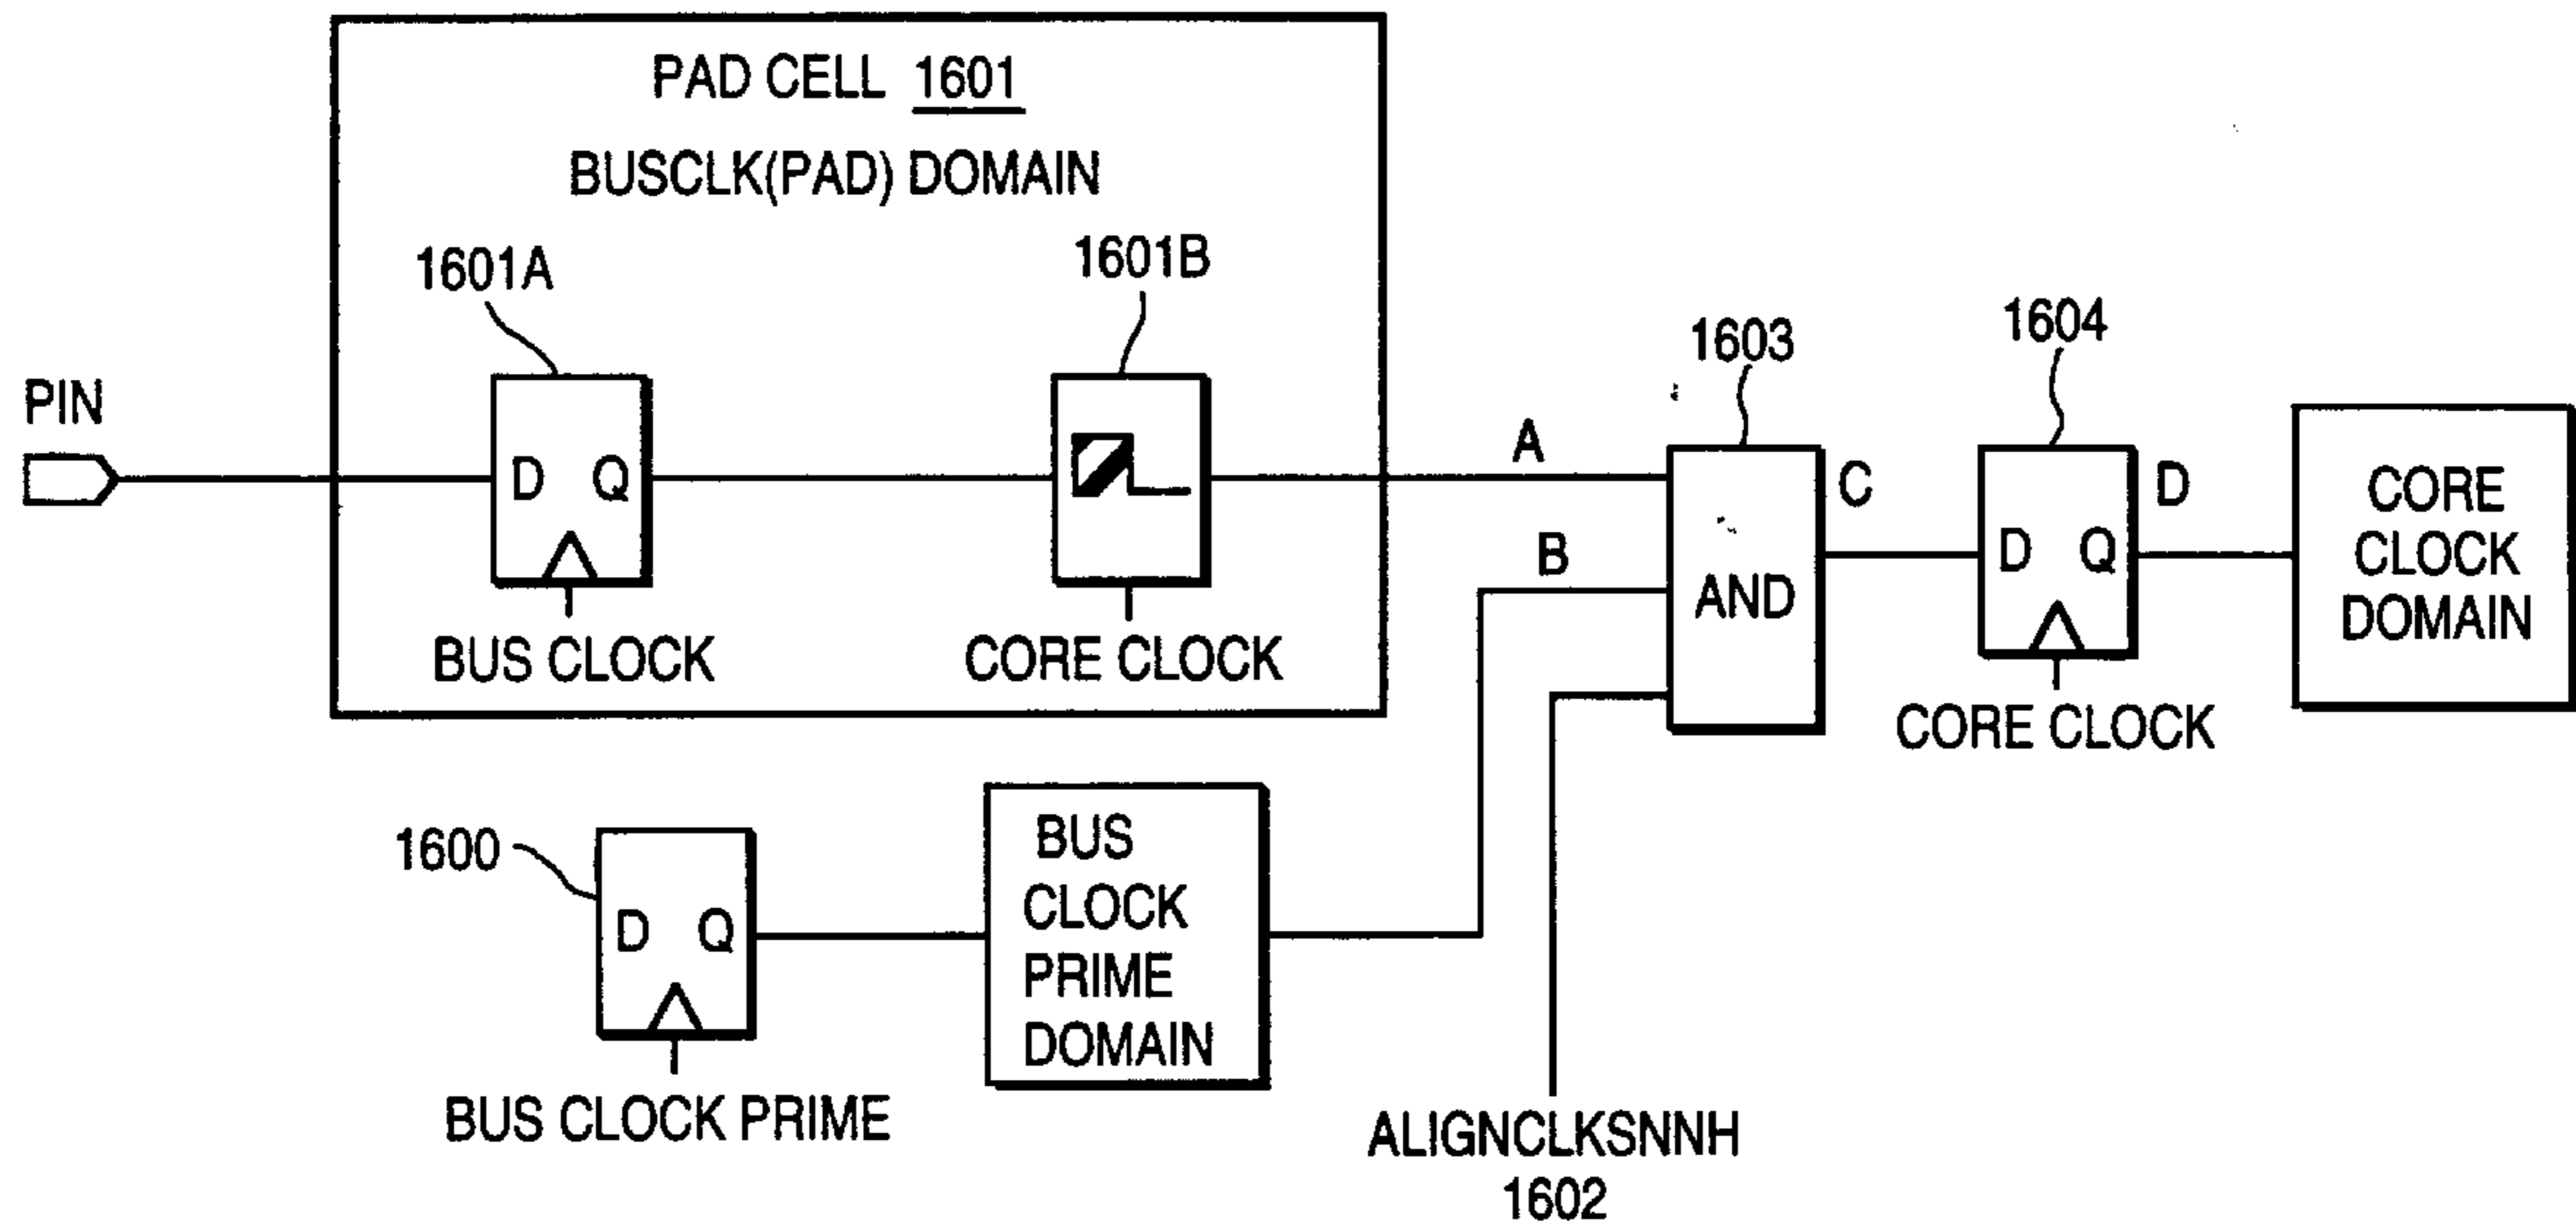 PAD CELL 1601
BUSCLK(PAD) DOMAIN
1601A
1601B
1603
1604
PIN
D Q
A
B
AND
C
D Q
D
CORE
CLOCK
DOMAIN
BUS CLOCK
CORE CLOCK
CORE CLOCK
1600
D Q
BUS
CLOCK
PRIME
DOMAIN
BUS CLOCK PRIME
ALIGNCLKSNNH
1602